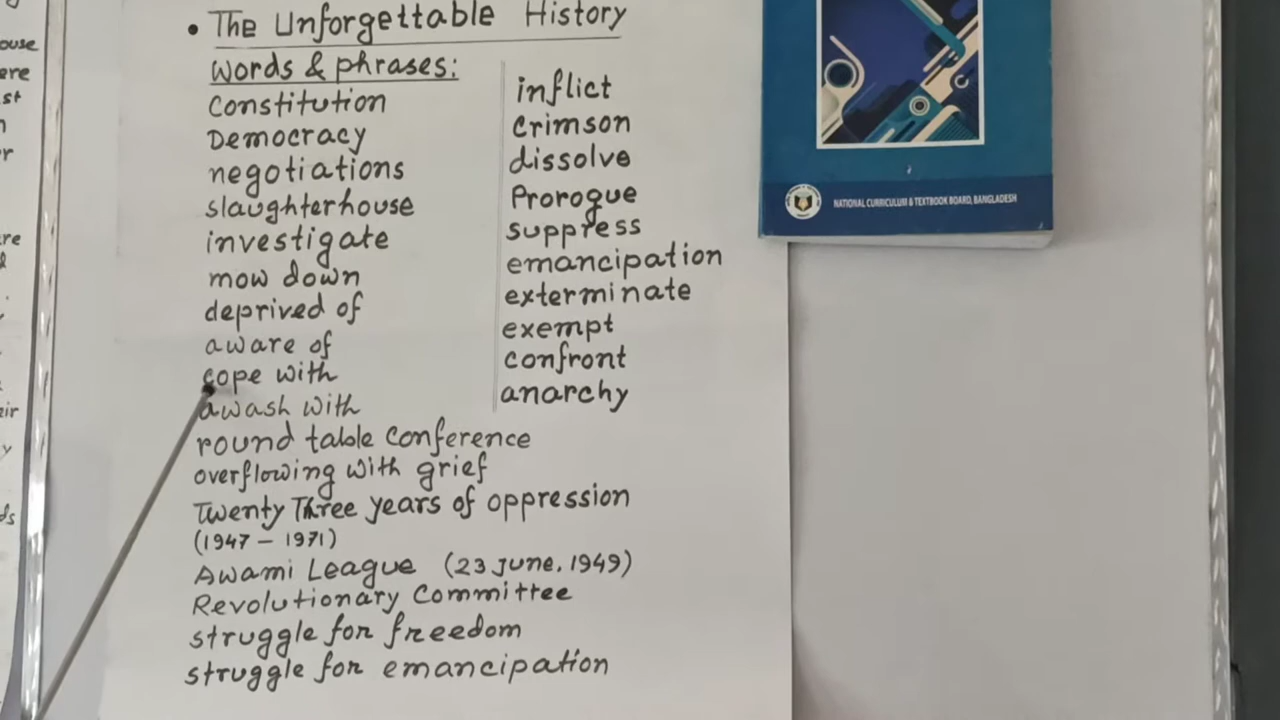 • The Unforgettable History
Words & phrases:
Constitution
Democracy
negotiations
slaughterhouse
investigate
mow down
deprived of
aware of
cope with
awash with
round table conference
overflowing with grief
Twenty Three years of oppression
(1947 – 1971)
Awami League (23 June, 1949)
Revolutionary Committee
struggle for freedom
struggle for emancipation
inflict
Crimson
dissolve
Prorogue
suppress
emancipation
exterminate
exempt
confront
anarchy
NATIONAL CURRICULUM & TEXTBOOK BOARD, BANGLADESH